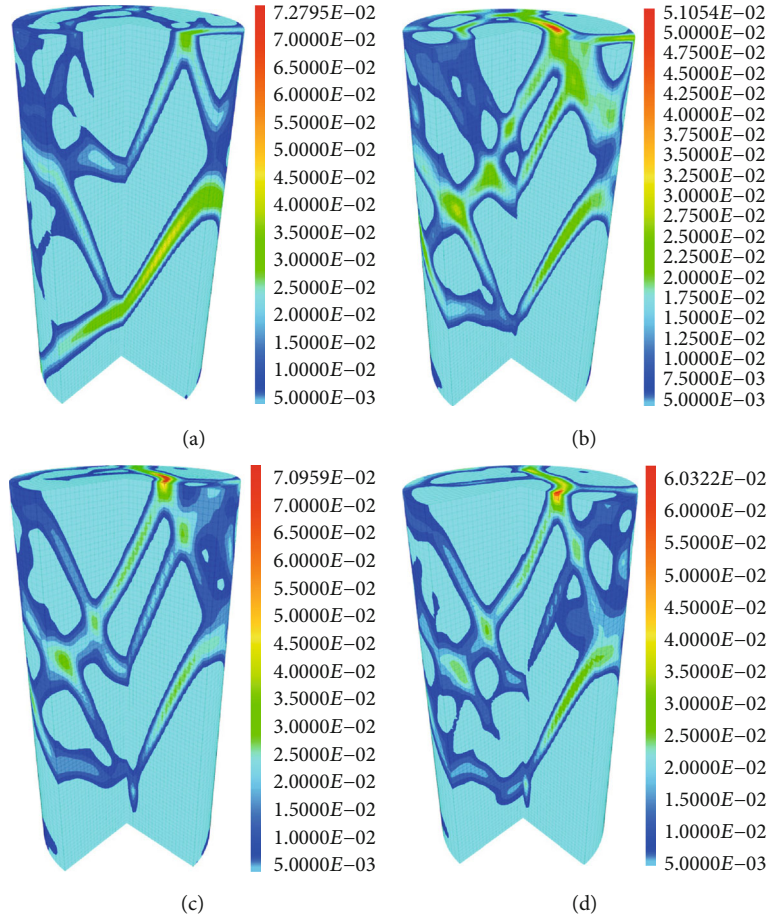 7.2795E−02
7.0000E−02
6.5000E−02
6.0000E−02
5.5000E−02
5.0000E−02
4.5000E−02
4.0000E−02
3.5000E−02
3.0000E−02
2.5000E−02
2.0000E−02
1.5000E−02
1.0000E−02
5.0000E−03
(a)
5.1054E−02
5.0000E−02
4.7500E−02
4.5000E−02
4.2500E−02
4.0000E−02
3.7500E−02
3.5000E−02
3.2500E−02
3.0000E−02
2.7500E−02
2.5000E−02
2.2500E−02
2.0000E−02
1.7500E−02
1.5000E−02
1.2500E−02
1.0000E−02
7.5000E−03
5.0000E−03
(b)
7.0959E−02
7.0000E−02
6.5000E−02
6.0000E−02
5.5000E−02
5.0000E−02
4.5000E−02
4.0000E−02
3.5000E−02
3.0000E−02
2.5000E−02
2.0000E−02
1.5000E−02
1.0000E−02
5.0000E−03
(c)
6.0322E−02
6.0000E−02
5.5000E−02
5.0000E−02
4.5000E−02
4.0000E−02
3.5000E−02
3.0000E−02
2.5000E−02
2.0000E−02
1.5000E−02
1.0000E−02
5.0000E−03
(d)